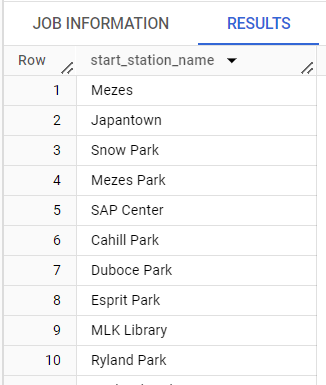 JOB INFORMATION RESULTS
Row start_station_name
1 Mezes
2 Japantown
3 Snow Park
4 Mezes Park
5 SAP Center
6 Cahill Park
7 Duboce Park
8 Esprit Park
9 MLK Library
10 Ryland Park